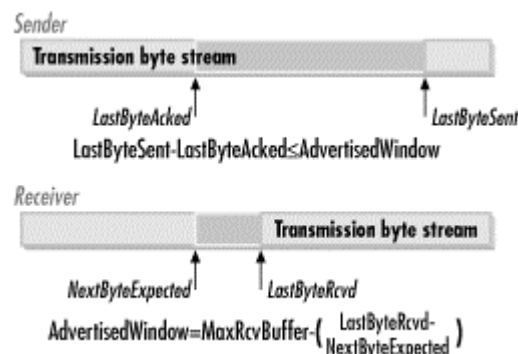 Sender
Transmission byte stream
LastByteAcked LastByteSent
LastByteSent-LastByteAcked≤AdvertisedWindow
Receiver
Transmission byte stream
NextByteExpected LastByteRcvd
AdvertisedWindow=MaxRcvBuffer-(LastByteRcvd-
NextByteExpected)